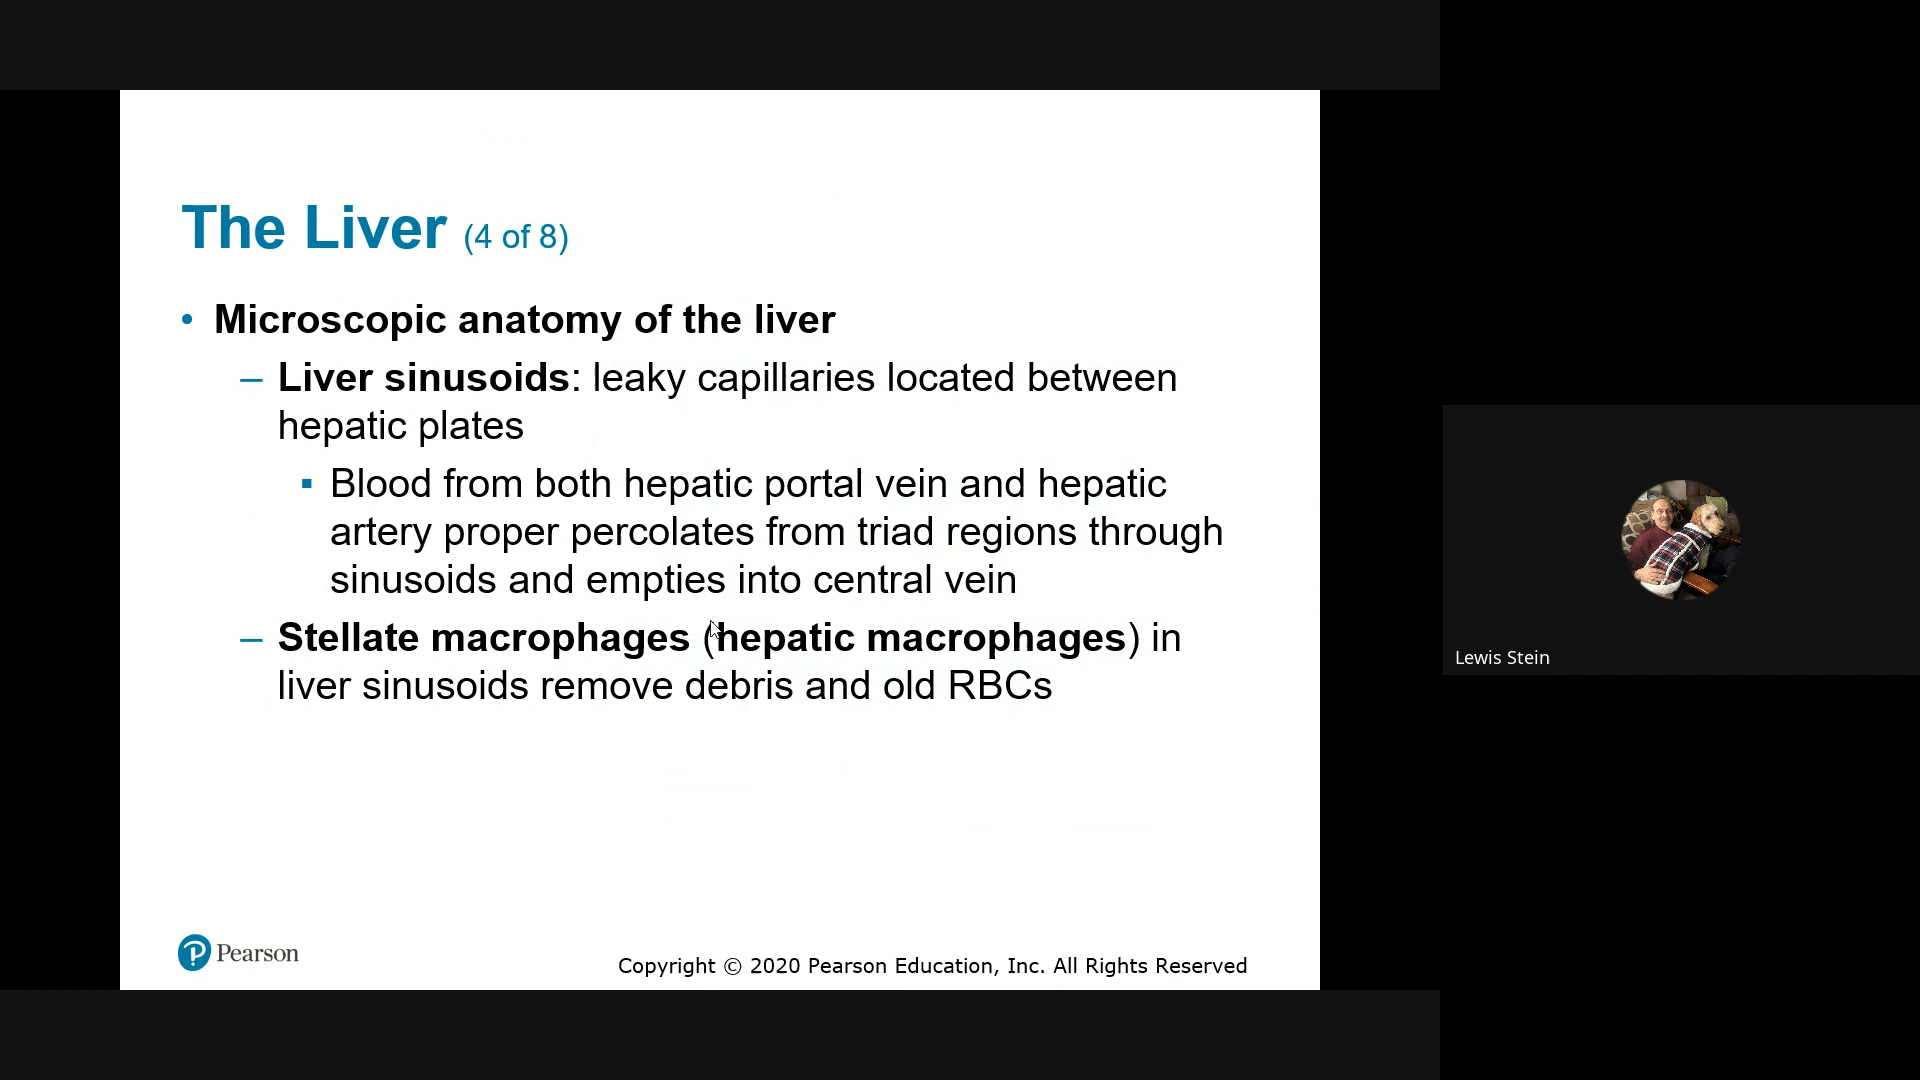 The Liver (4 of 8)
• Microscopic anatomy of the liver
– Liver sinusoids: leaky capillaries located between
hepatic plates
▪ Blood from both hepatic portal vein and hepatic
artery proper percolates from triad regions through
sinusoids and empties into central vein
– Stellate macrophages (hepatic macrophages) in
liver sinusoids remove debris and old RBCs
Pearson
Copyright © 2020 Pearson Education, Inc. All Rights Reserved
Lewis Stein